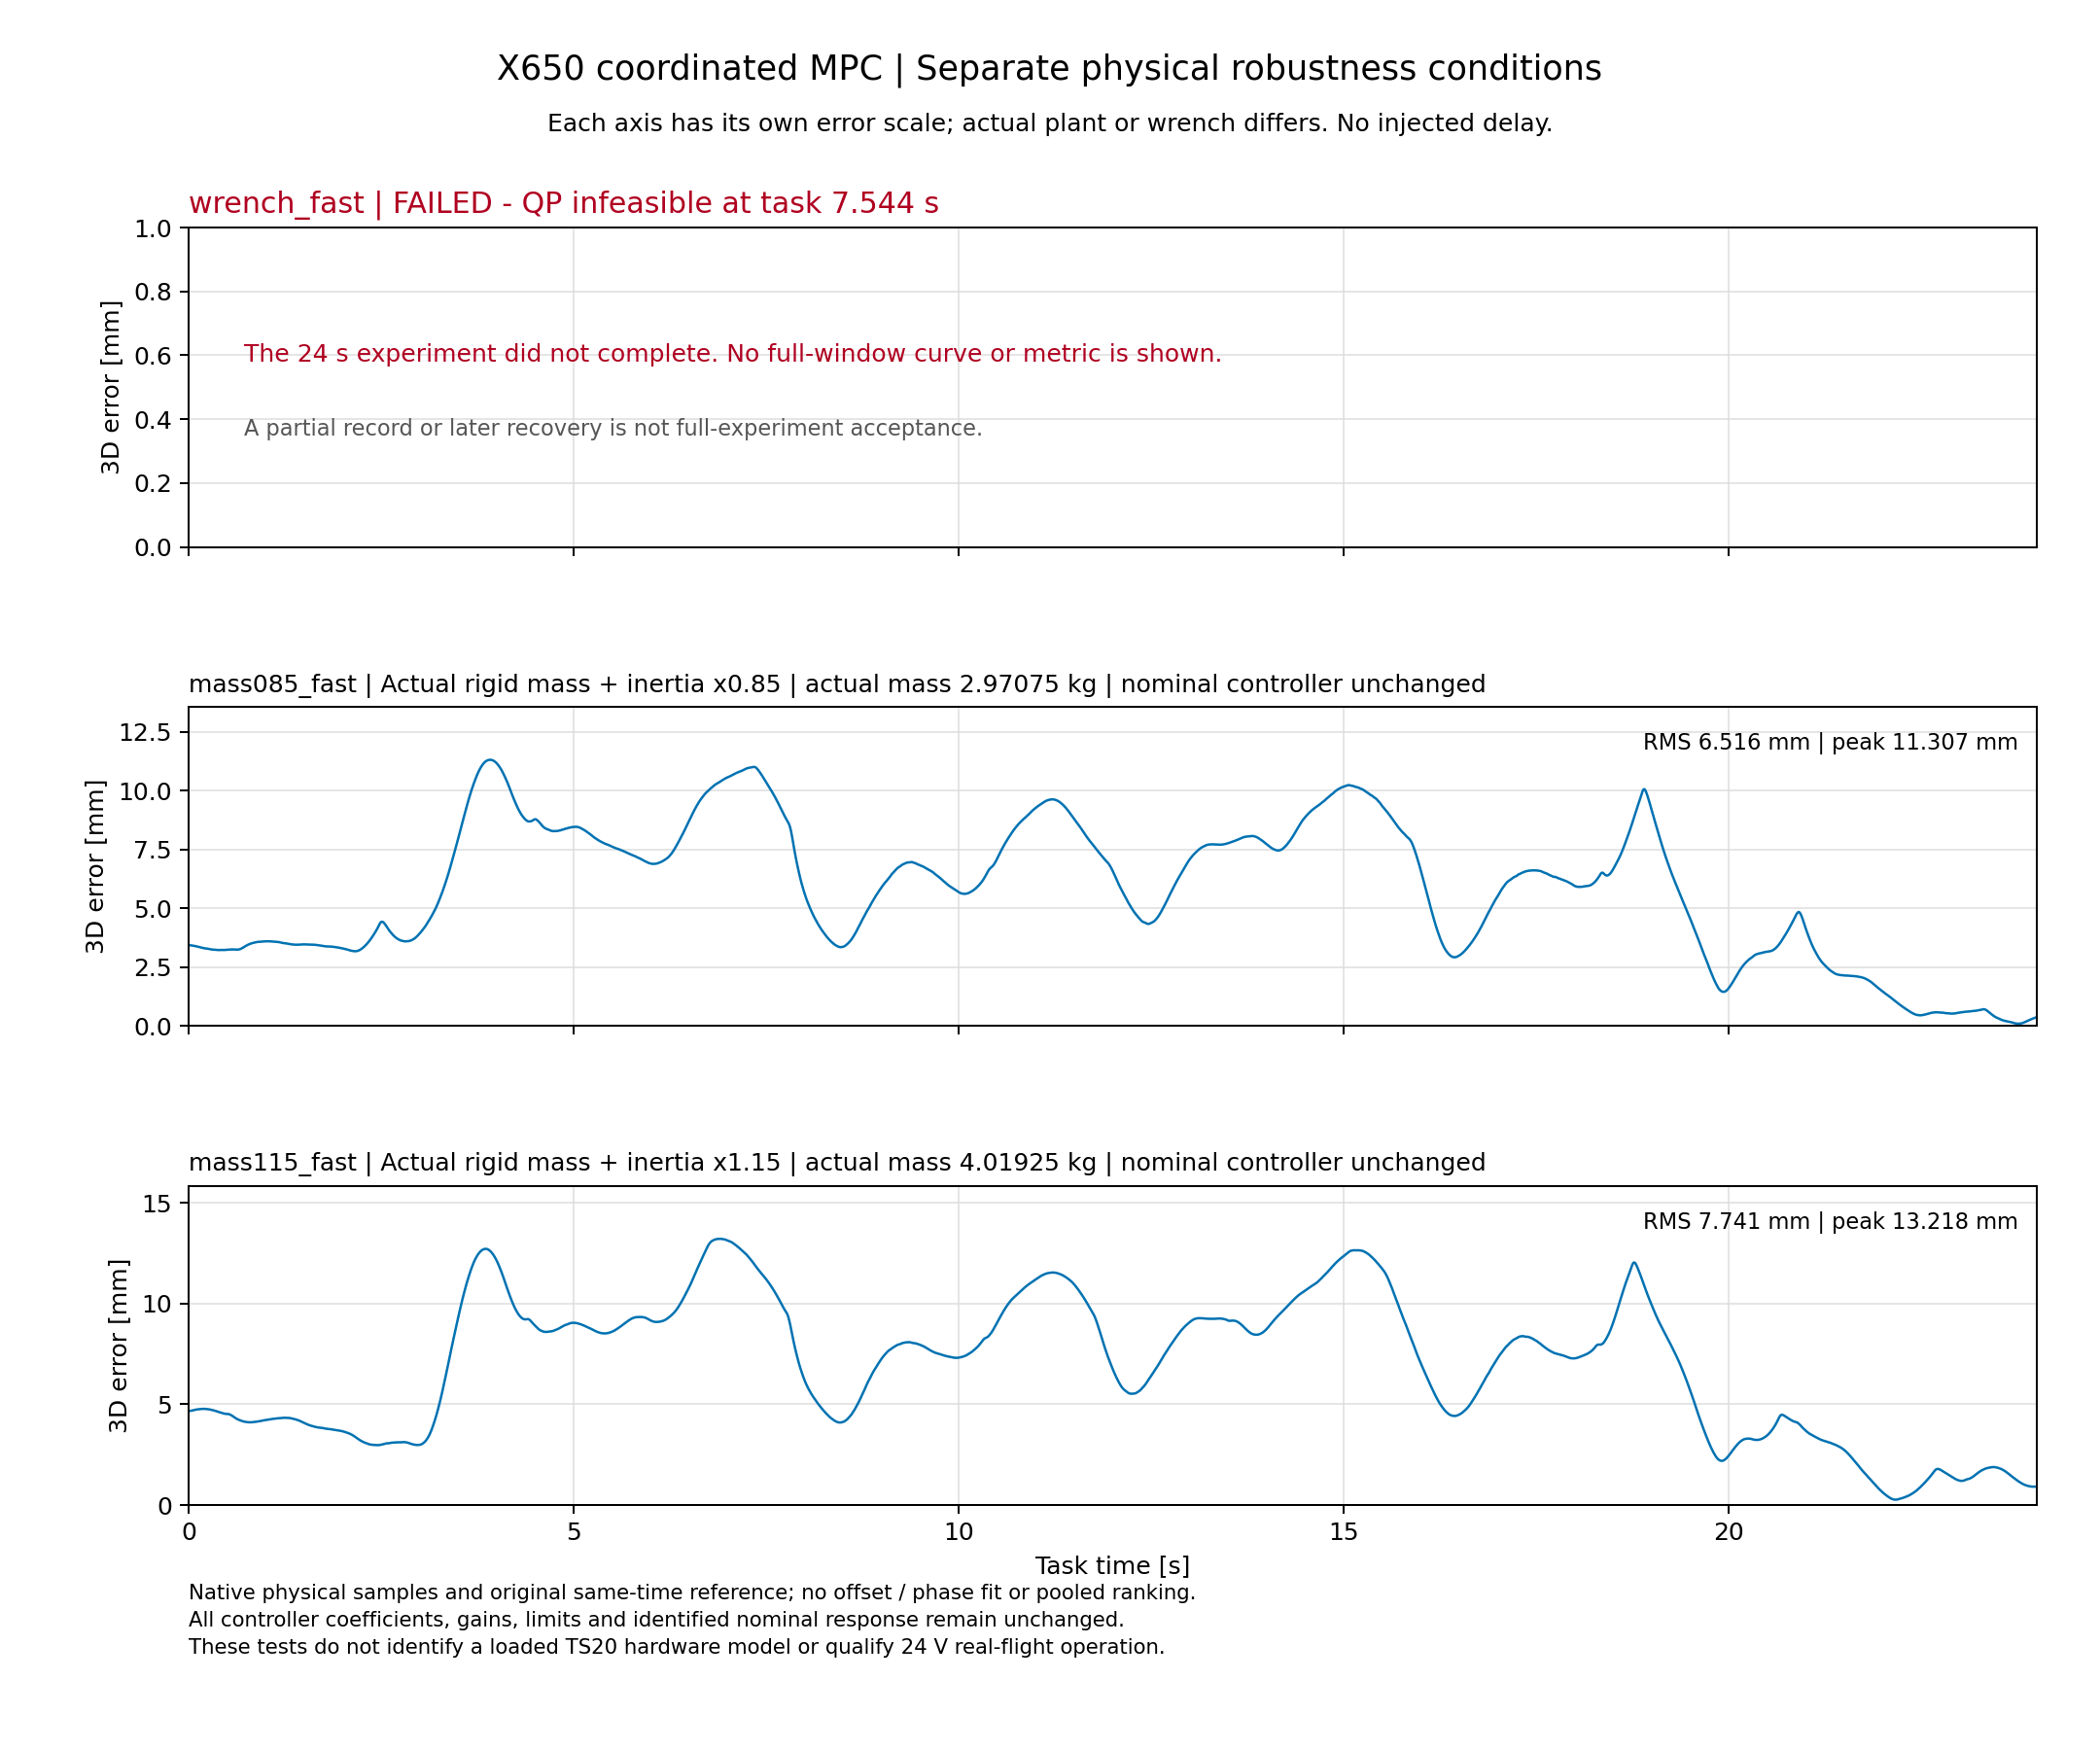 X650 coordinated MPC | Separate physical robustness conditions
Each axis has its own error scale; actual plant or wrench differs. No injected delay.
wrench_fast | FAILED - QP infeasible at task 7.544 s
1.0
0.8
0.6
0.4
0.2
0.0
3D error [mm]
The 24 s experiment did not complete. No full-window curve or metric is shown.
A partial record or later recovery is not full-experiment acceptance.
mass085_fast | Actual rigid mass + inertia x0.85 | actual mass 2.97075 kg | nominal controller unchanged
12.5
10.0
7.5
5.0
2.5
0.0
3D error [mm]
RMS 6.516 mm | peak 11.307 mm
mass115_fast | Actual rigid mass + inertia x1.15 | actual mass 4.01925 kg | nominal controller unchanged
15
10
5
0
3D error [mm]
RMS 7.741 mm | peak 13.218 mm
0 5 10 15 20
Task time [s]
Native physical samples and original same-time reference; no offset / phase fit or pooled ranking.
All controller coefficients, gains, limits and identified nominal response remain unchanged.
These tests do not identify a loaded TS20 hardware model or qualify 24 V real-flight operation.